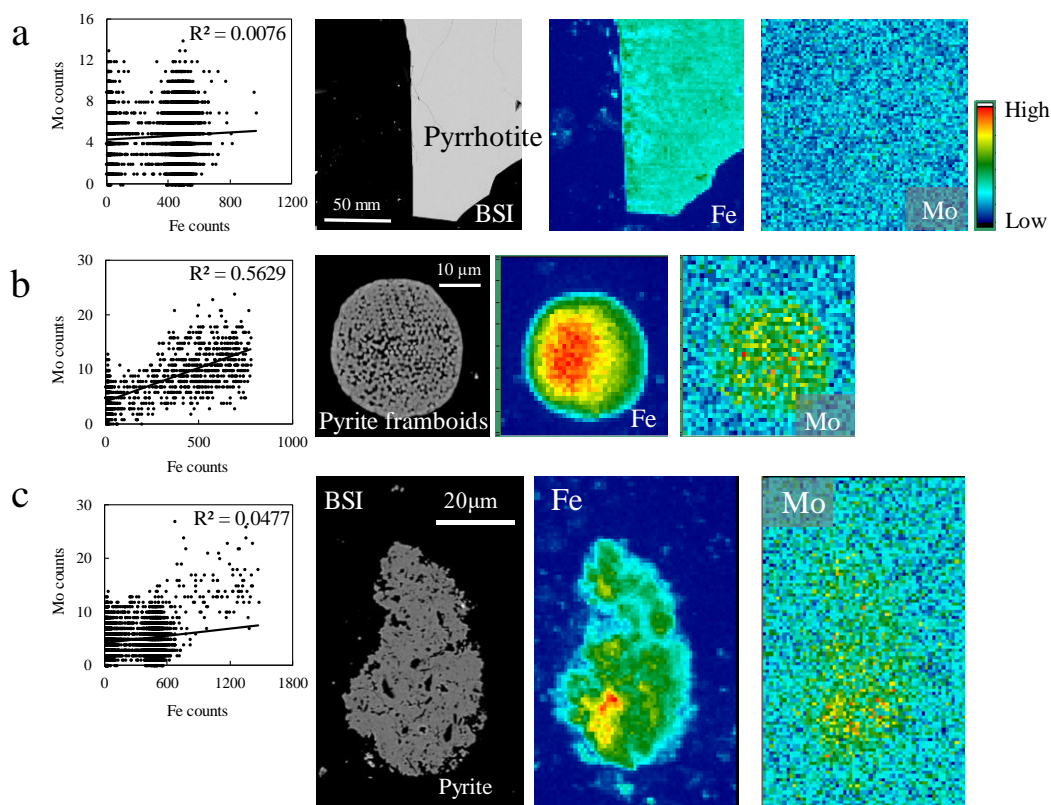 a
R² = 0.0076
Mo counts
16
12
8
4
0
0 400 800 1200
Fe counts
Pyrrhotite
50 mm
BSI
Fe
Mo
High
Low
b
R² = 0.5629
Mo counts
30
20
10
0
0 500 1000
Fe counts
10 μm
Pyrite framboids
Fe
Mo
c
R² = 0.0477
Mo counts
30
20
10
0
0 600 1200 1800
Fe counts
BSI
20μm
Pyrite
Fe
Mo